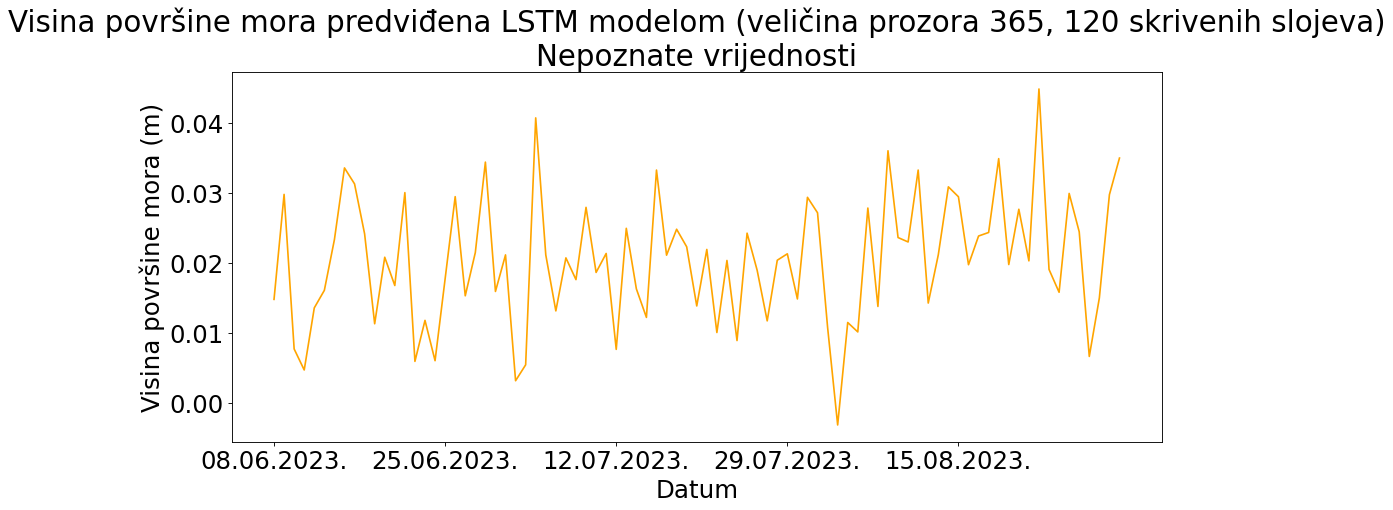 Visina površine mora predviđena LSTM modelom (veličina prozora 365, 120 skrivenih slojeva)
Nepoznate vrijednosti
Visina površine mora (m)
0.04
0.03
0.02
0.01
0.00
08.06.2023. 25.06.2023. 12.07.2023. 29.07.2023. 15.08.2023.
Datum